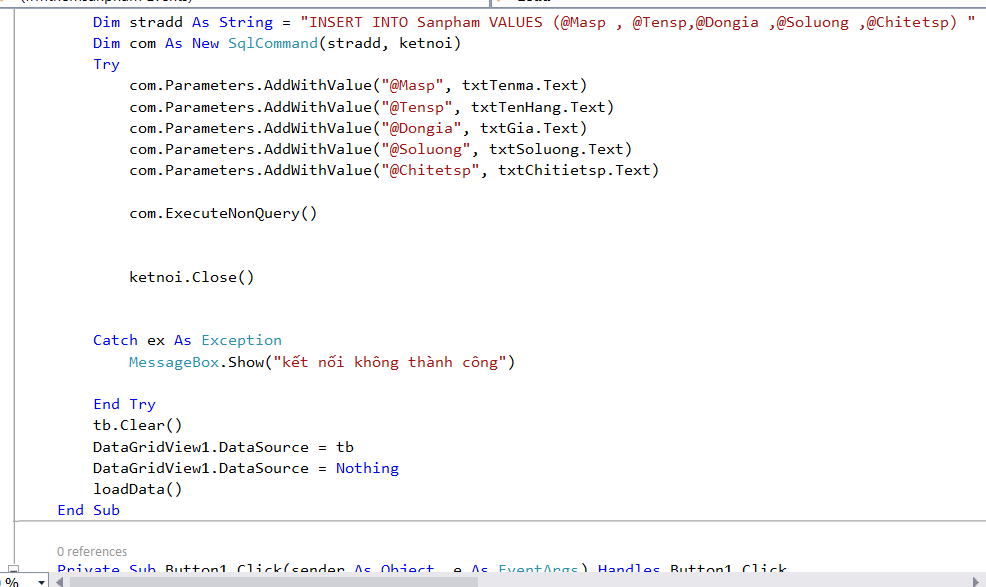 Dim stradd As String = "INSERT INTO Sanpham VALUES (@Masp , @Tensp,@Dongia ,@Soluong ,@Chitetsp) "
Dim com As New SqlCommand(stradd, ketnoi)
Try
com.Parameters.AddWithValue("@Masp", txtTenma.Text)
com.Parameters.AddWithValue("@Tensp", txtTenHang.Text)
com.Parameters.AddWithValue("@Dongia", txtGia.Text)
com.Parameters.AddWithValue("@Soluong", txtSoluong.Text)
com.Parameters.AddWithValue("@Chitetsp", txtChitietsp.Text)
com.ExecuteNonQuery()
ketnoi.Close()
Catch ex As Exception
MessageBox.Show("kết nối không thành công")
End Try
tb.Clear()
DataGridView1.DataSource = tb
DataGridView1.DataSource = Nothing
loadData()
End Sub
0 references
Private Sub Button1_Click(sender As Object, e As EventArgs) Handles Button1.Click
%